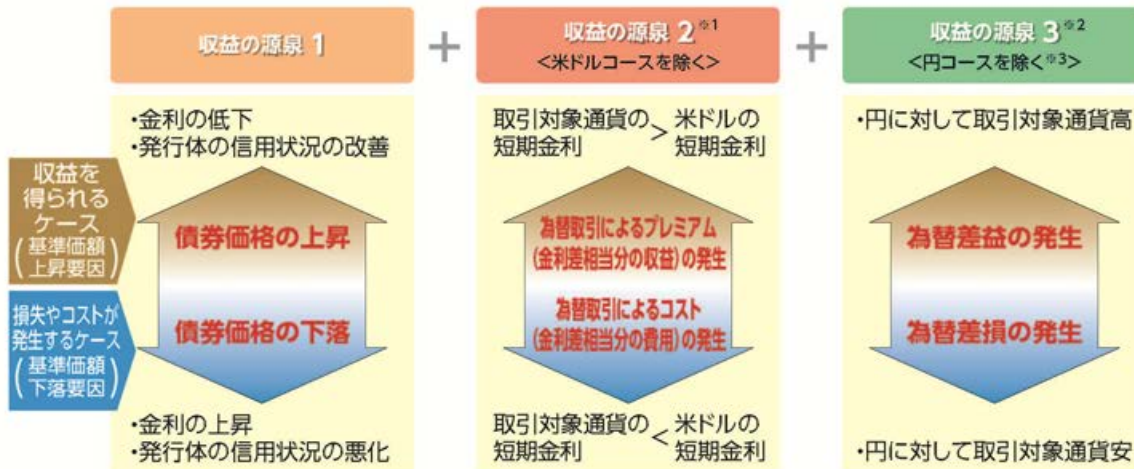 収益の源泉 1
+
収益の源泉 2※1
<米ドルコースを除く>
+
収益の源泉 3※2
<円コースを除く※3>
・金利の低下
・発行体の信用状況の改善
取引対象通貨の
短期金利
>
米ドルの
短期金利
・円に対して取引対象通貨高
収益を
得られる
ケース
(基準価額
上昇要因)
債券価格の上昇
為替取引によるプレミアム
(金利差相当分の収益)の発生
為替差益の発生
損失やコストが
発生するケース
(基準価額
下落要因)
債券価格の下落
為替取引によるコスト
(金利差相当分の費用)の発生
為替差損の発生
・金利の上昇
・発行体の信用状況の悪化
取引対象通貨の
短期金利
<
米ドルの
短期金利
・円に対して取引対象通貨安